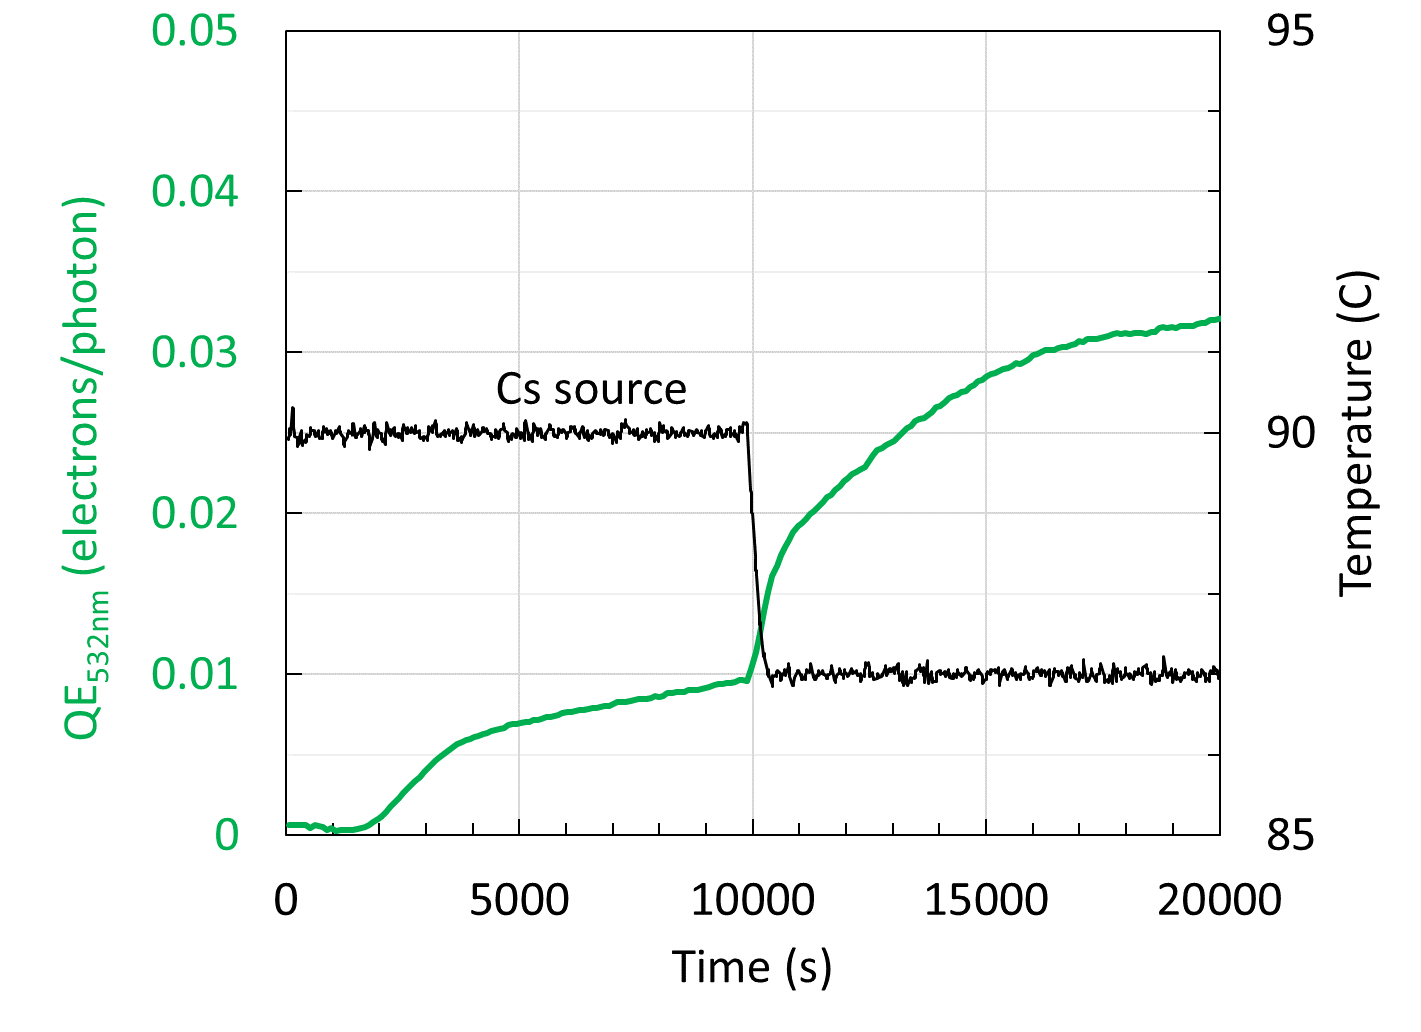 0.05
0.04
0.03
0.02
0.01
0
QE532nm (electrons/photon)
Cs source
95
90
85
Temperature (C)
0 5000 10000 15000 20000
Time (s)